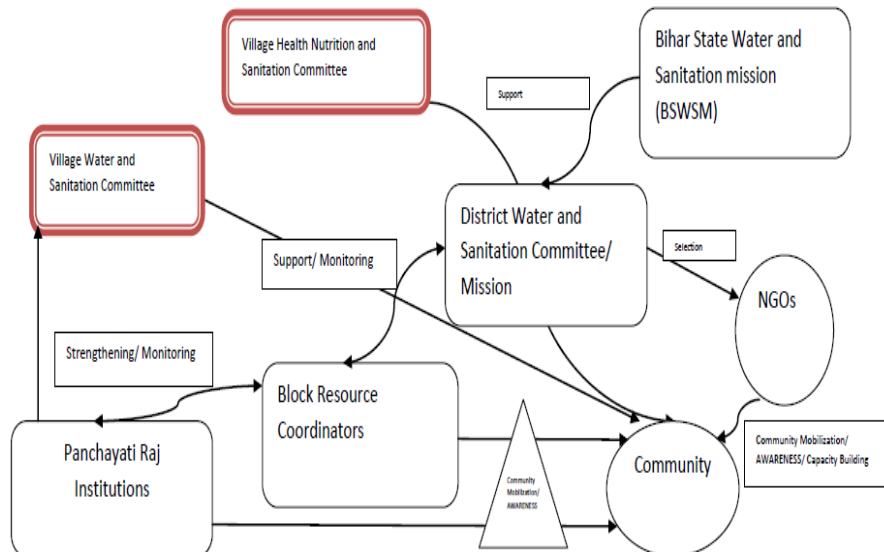 Village Health Nutrition and
Sanitation Committee
Bihar State Water and
Sanitation mission
(BSWSM)
Support
Village Water and
Sanitation Committee
District Water and
Sanitation Committee/
Mission
Support/ Monitoring
Selection
NGOs
Strengthening/ Monitoring
Block Resource
Coordinators
Panchayati Raj
Institutions
Community
Mobilization/
AWARENESS
Community
Community Mobilization/
AWARENESS/ Capacity Building